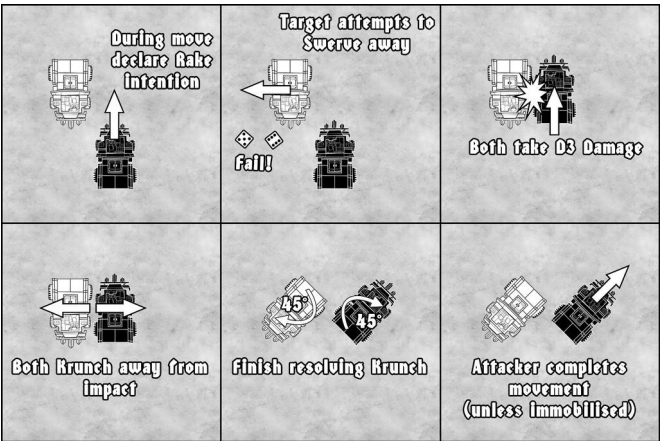 During move
declare Rake
intention
Target attempts to
Swerve away
Fail!
Both take D3 Damage
Both Krunch away from
impact
45°
45°
Finish resolving Krunch
Attacker completes
movement
(unless immobilised)